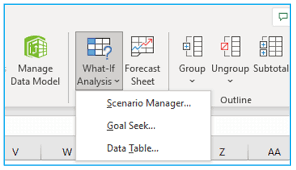 Manage
Data Model
What-If
Analysis
Forecast
Sheet
Group
Ungroup
Subtotal
Outline
Scenario Manager...
Goal Seek...
Data Table...
V
W
Z
AA